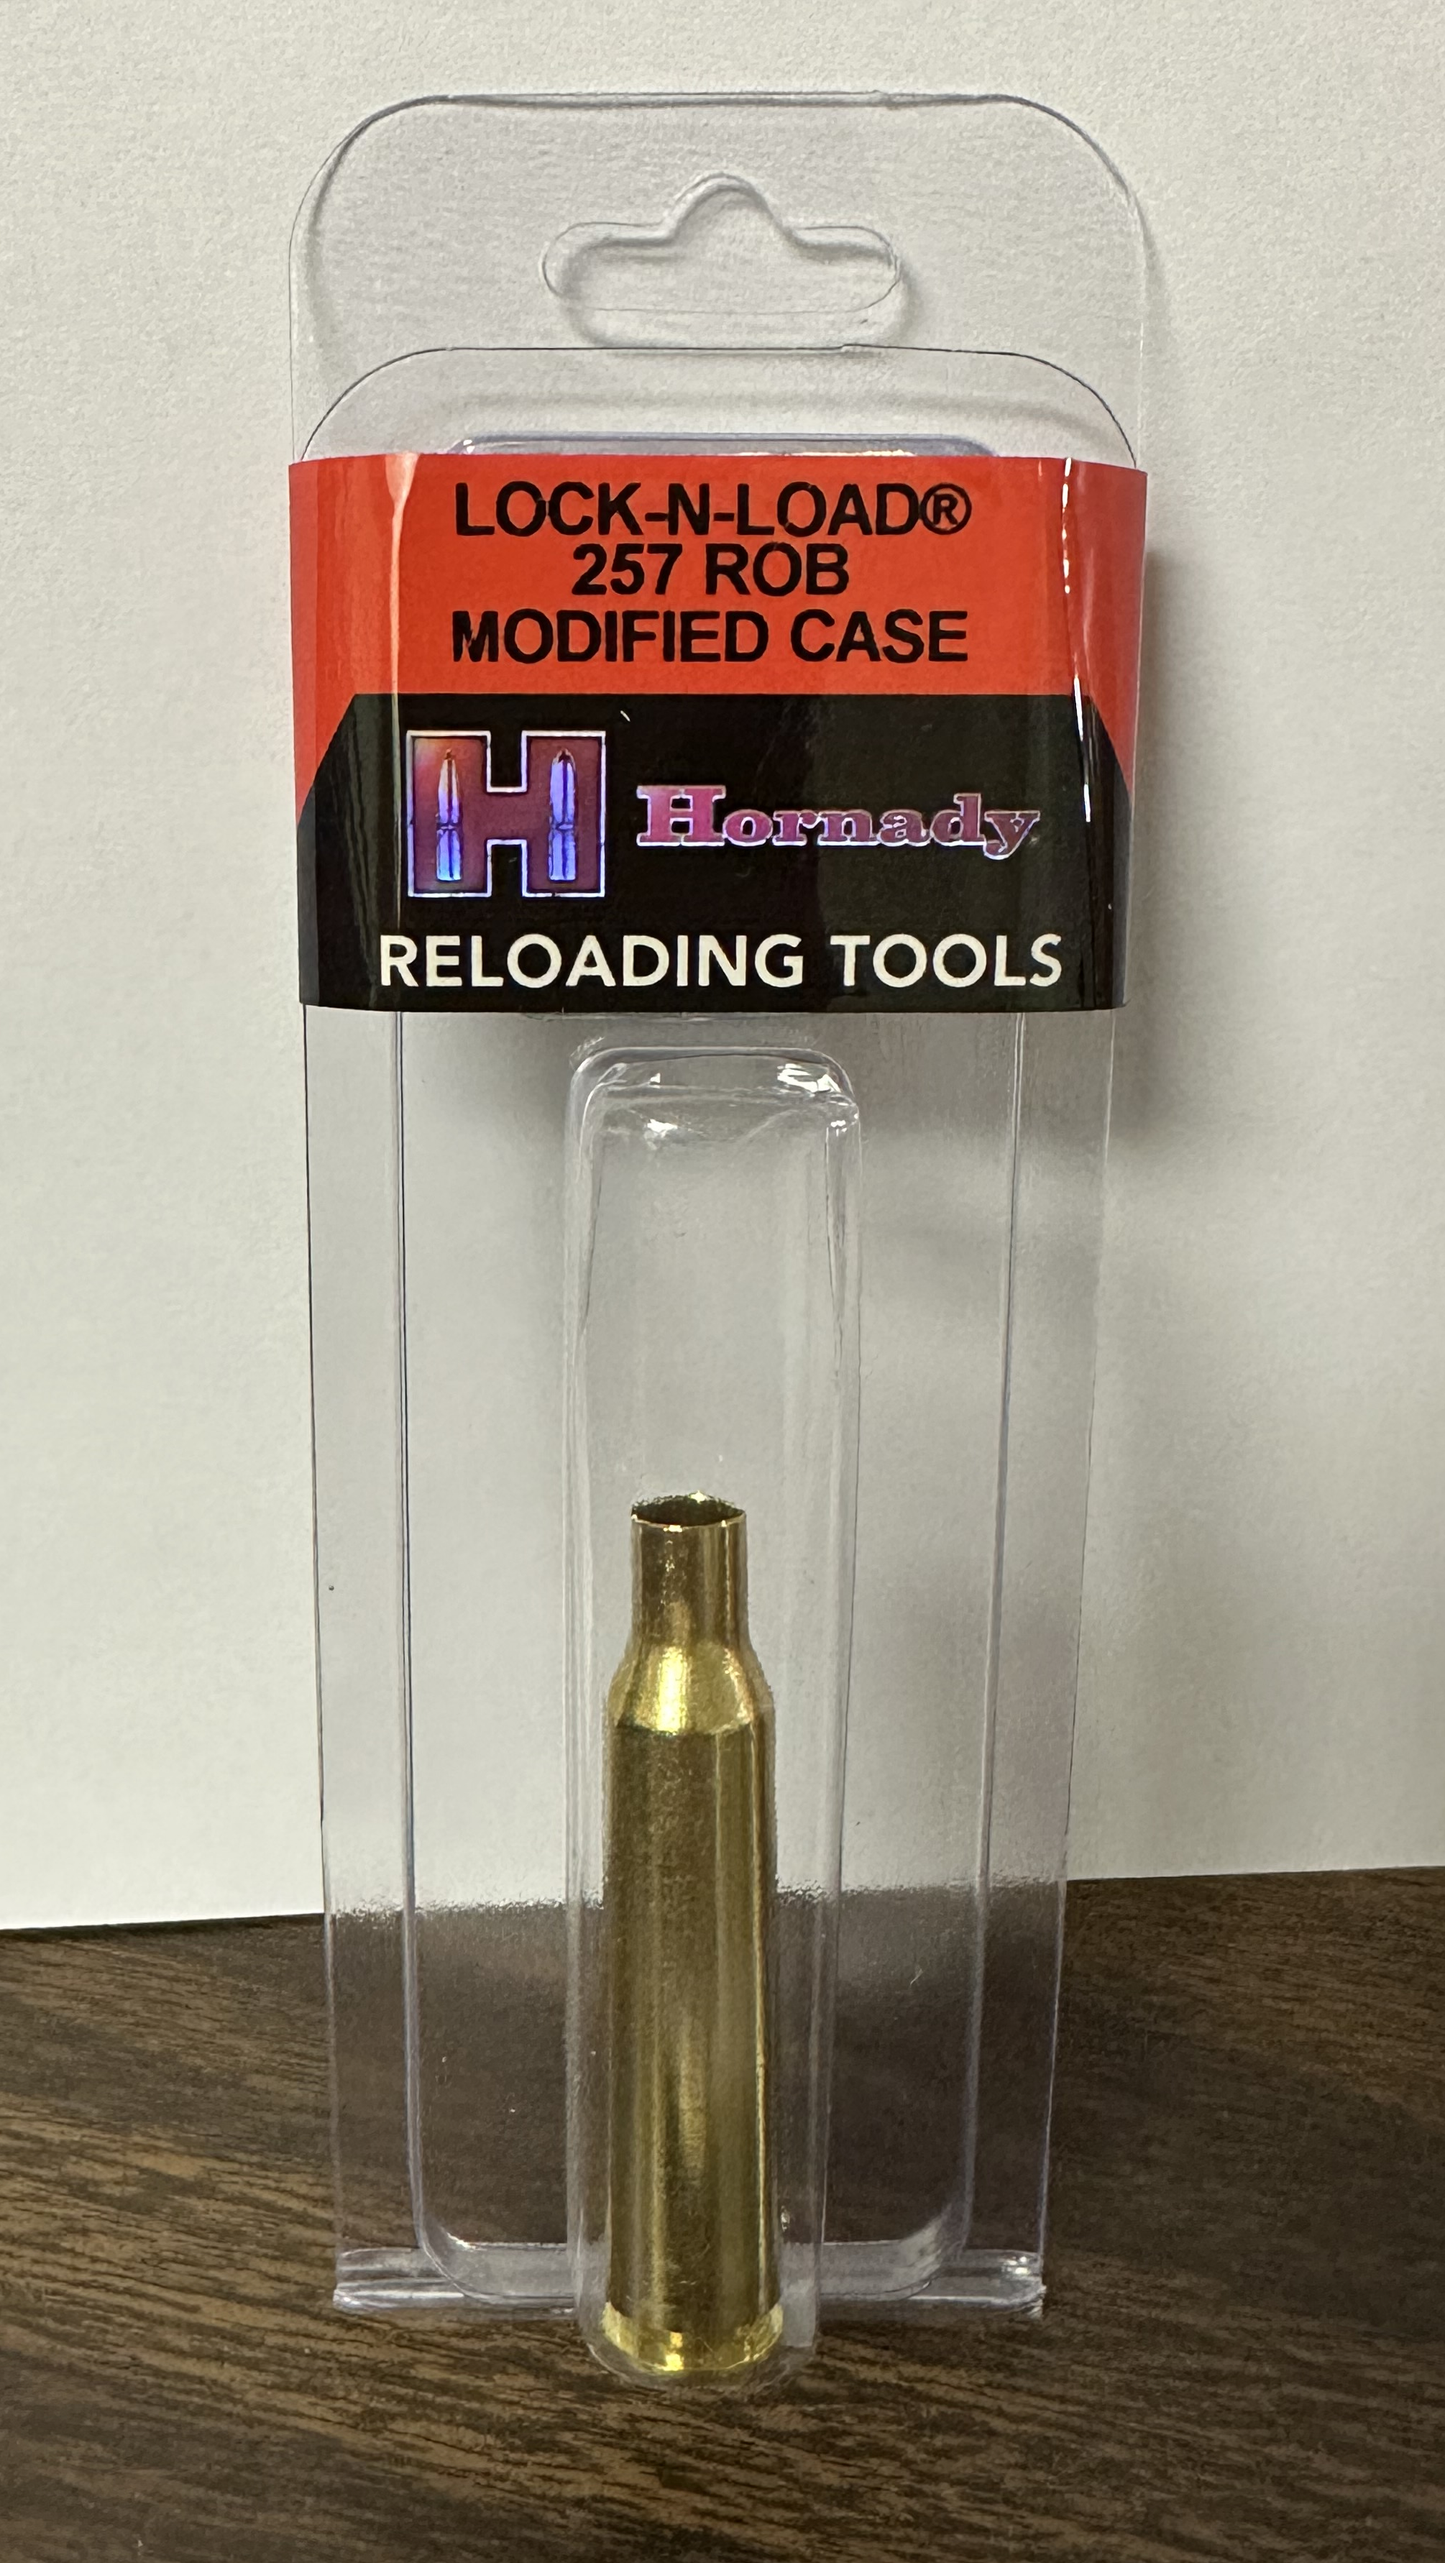 LOCK-N-LOAD®
257 ROB
MODIFIED CASE
H Hornady
RELOADING TOOLS